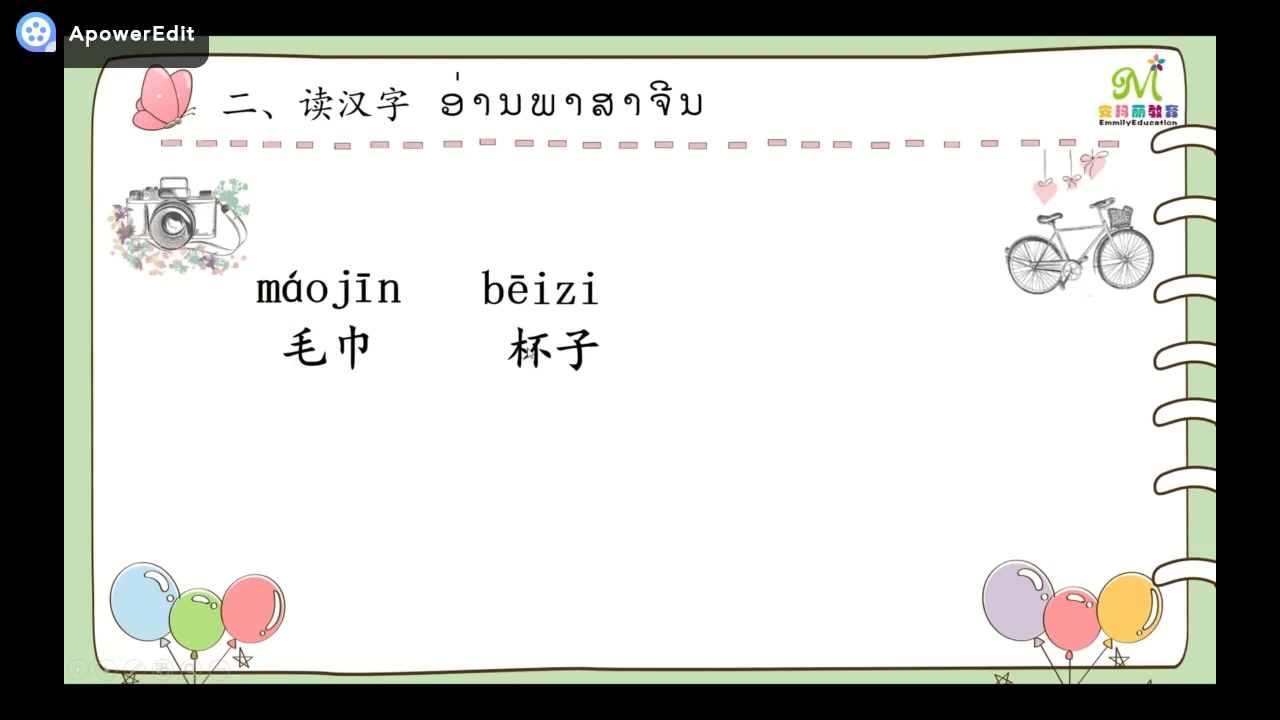 ApowerEdit
二、读汉字 ອ່ານພາສາຈີນ
安玛丽教育
EmmilyEducation
máojīn bēizi
毛巾 杯子